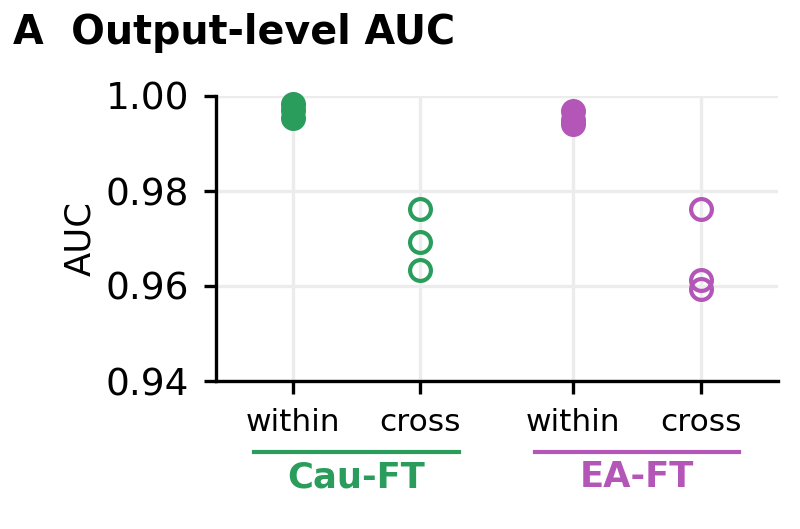 A Output-level AUC
AUC
1.00
0.98
0.96
0.94
within cross within cross
Cau-FT EA-FT